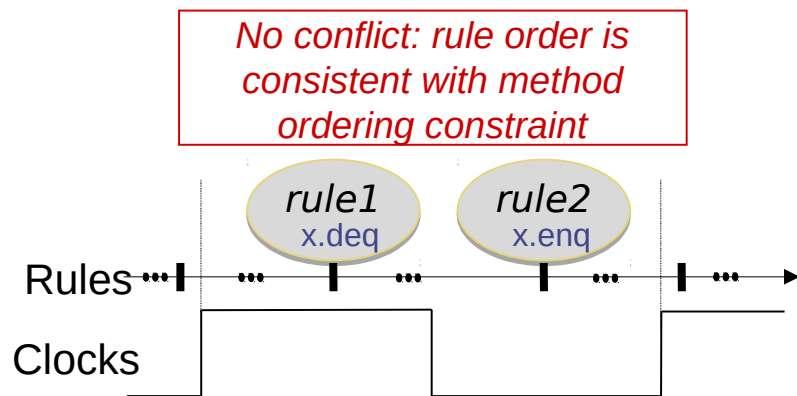 No conflict: rule order is
consistent with method
ordering constraint
rule1
x.deq
rule2
x.enq
Rules
Clocks